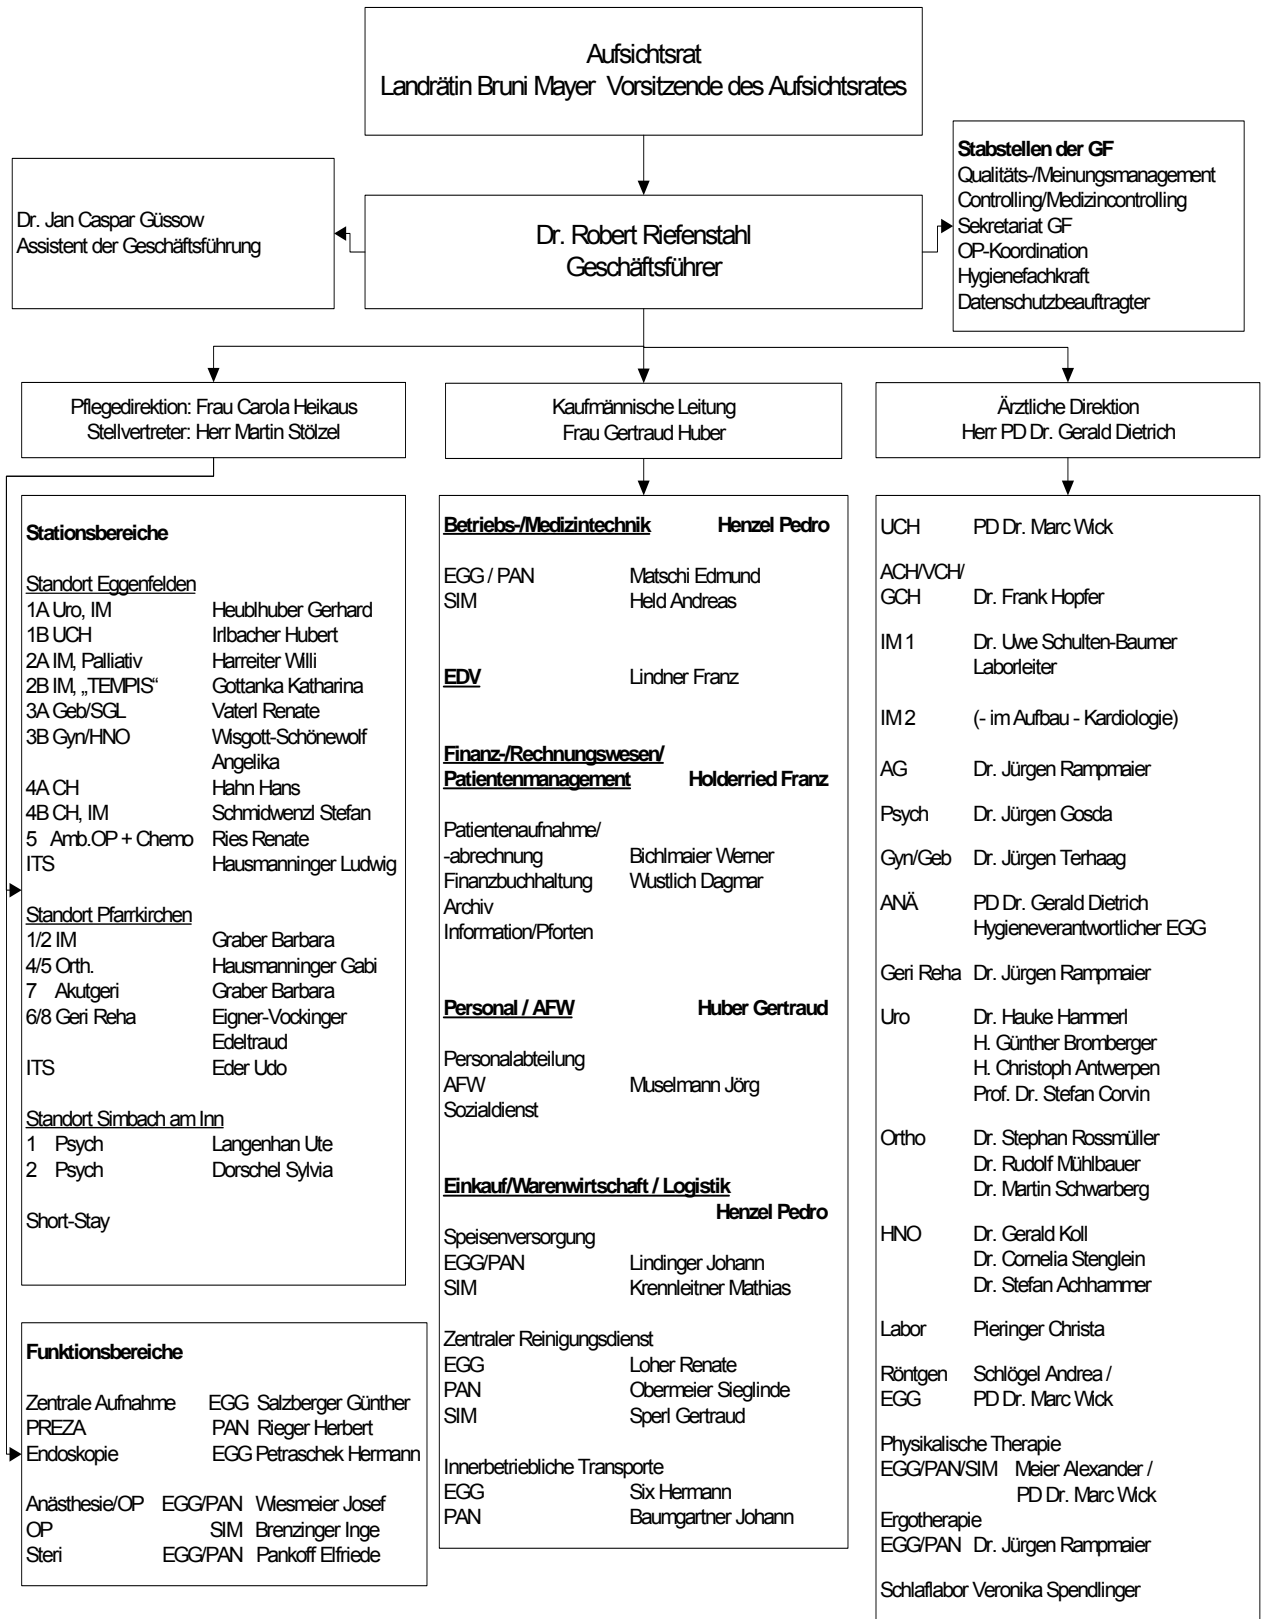 Aufsichtsrat
Landrätin Bruni Mayer Vorsitzende des Aufsichtsrates
Dr. Jan Caspar Güssow
Assistent der Geschäftsführung
Dr. Robert Riefenstahl
Geschäftsführer
Stabstellen der GF
Qualitäts-/Meinungsmanagement
Controlling/Medizincontrolling
Sekretariat GF
OP-Koordination
Hygienefachkraft
Datenschutzbeauftragter
Pflegedirektion: Frau Carola Heikaus
Stellvertreter: Herr Martin Stölzel
Kaufmännische Leitung
Frau Gertraud Huber
Ärztliche Direktion
Herr PD Dr. Gerald Dietrich
Stationsbereiche
Standort Eggenfelden
1A Uro, IM Heublhuber Gerhard
1B UCH Irlbacher Hubert
2A IM, Palliativ Harreiter Willi
2B IM, „TEMPIS“ Gottanka Katharina
3A Geb/SGL Vaterl Renate
3B Gyn/HNO Wisgott-Schönewolf
Angelika
4A CH Hahn Hans
4B CH, IM Schmidwenzl Stefan
5 Amb.OP + Chemo Ries Renate
ITS Hausmanninger Ludwig
Standort Pfarrkirchen
1/2 IM Graber Barbara
4/5 Orth. Hausmanninger Gabi
7 Akutgeri Graber Barbara
6/8 Geri Reha Eigner-Vockinger
Edeltraud
ITS Eder Udo
Standort Simbach am Inn
1 Psych Langenhan Ute
2 Psych Dorschel Sylvia
Short-Stay
Funktionsbereiche
Zentrale Aufnahme EGG Salzberger Günther
PREZA PAN Rieger Herbert
Endoskopie EGG Petraschek Hermann
Anästhesie/OP EGG/PAN Wiesmeier Josef
OP SIM Brenzinger Inge
Steri EGG/PAN Pankoff Elfriede
Betriebs-/Medizintechnik Henzel Pedro
EGG / PAN Matschi Edmund
SIM Held Andreas
EDV Lindner Franz
Finanz-/Rechnungswesen/
Patientenmanagement Holderried Franz
Patientenaufnahme/
-abrechnung Bichlmaier Werner
Finanzbuchhaltung Wustlich Dagmar
Archiv
Information/Pforten
Personal / AFW Huber Gertraud
Personalabteilung
AFW Muselmann Jörg
Sozialdienst
Einkauf/Warenwirtschaft / Logistik
Henzel Pedro
Speisenversorgung
EGG/PAN Lindinger Johann
SIM Krennleitner Mathias
Zentraler Reinigungsdienst
EGG Loher Renate
PAN Obermeier Sieglinde
SIM Sperl Gertraud
Innerbetriebliche Transporte
EGG Six Hermann
PAN Baumgartner Johann
UCH PD Dr. Marc Wick
ACH/VCH/
GCH Dr. Frank Hopfer
IM 1 Dr. Uwe Schulten-Baumer
Laborleiter
IM 2 (- im Aufbau - Kardiologie)
AG Dr. Jürgen Rampmaier
Psych Dr. Jürgen Gosda
Gyn/Geb Dr. Jürgen Terhaag
ANÄ PD Dr. Gerald Dietrich
Hygieneverantwortlicher EGG
Geri Reha Dr. Jürgen Rampmaier
Uro Dr. Hauke Hammerl
H. Günther Bromberger
H. Christoph Antwerpen
Prof. Dr. Stefan Corvin
Ortho Dr. Stephan Rossmüller
Dr. Rudolf Mühlbauer
Dr. Martin Schwarberg
HNO Dr. Gerald Koll
Dr. Cornelia Stenglein
Dr. Stefan Achhammer
Labor Pieringer Christa
Röntgen Schlögel Andrea /
EGG PD Dr. Marc Wick
Physikalische Therapie
EGG/PAN/SIM Meier Alexander /
PD Dr. Marc Wick
Ergotherapie
EGG/PAN Dr. Jürgen Rampmaier
Schlaflabor Veronika Spendlinger